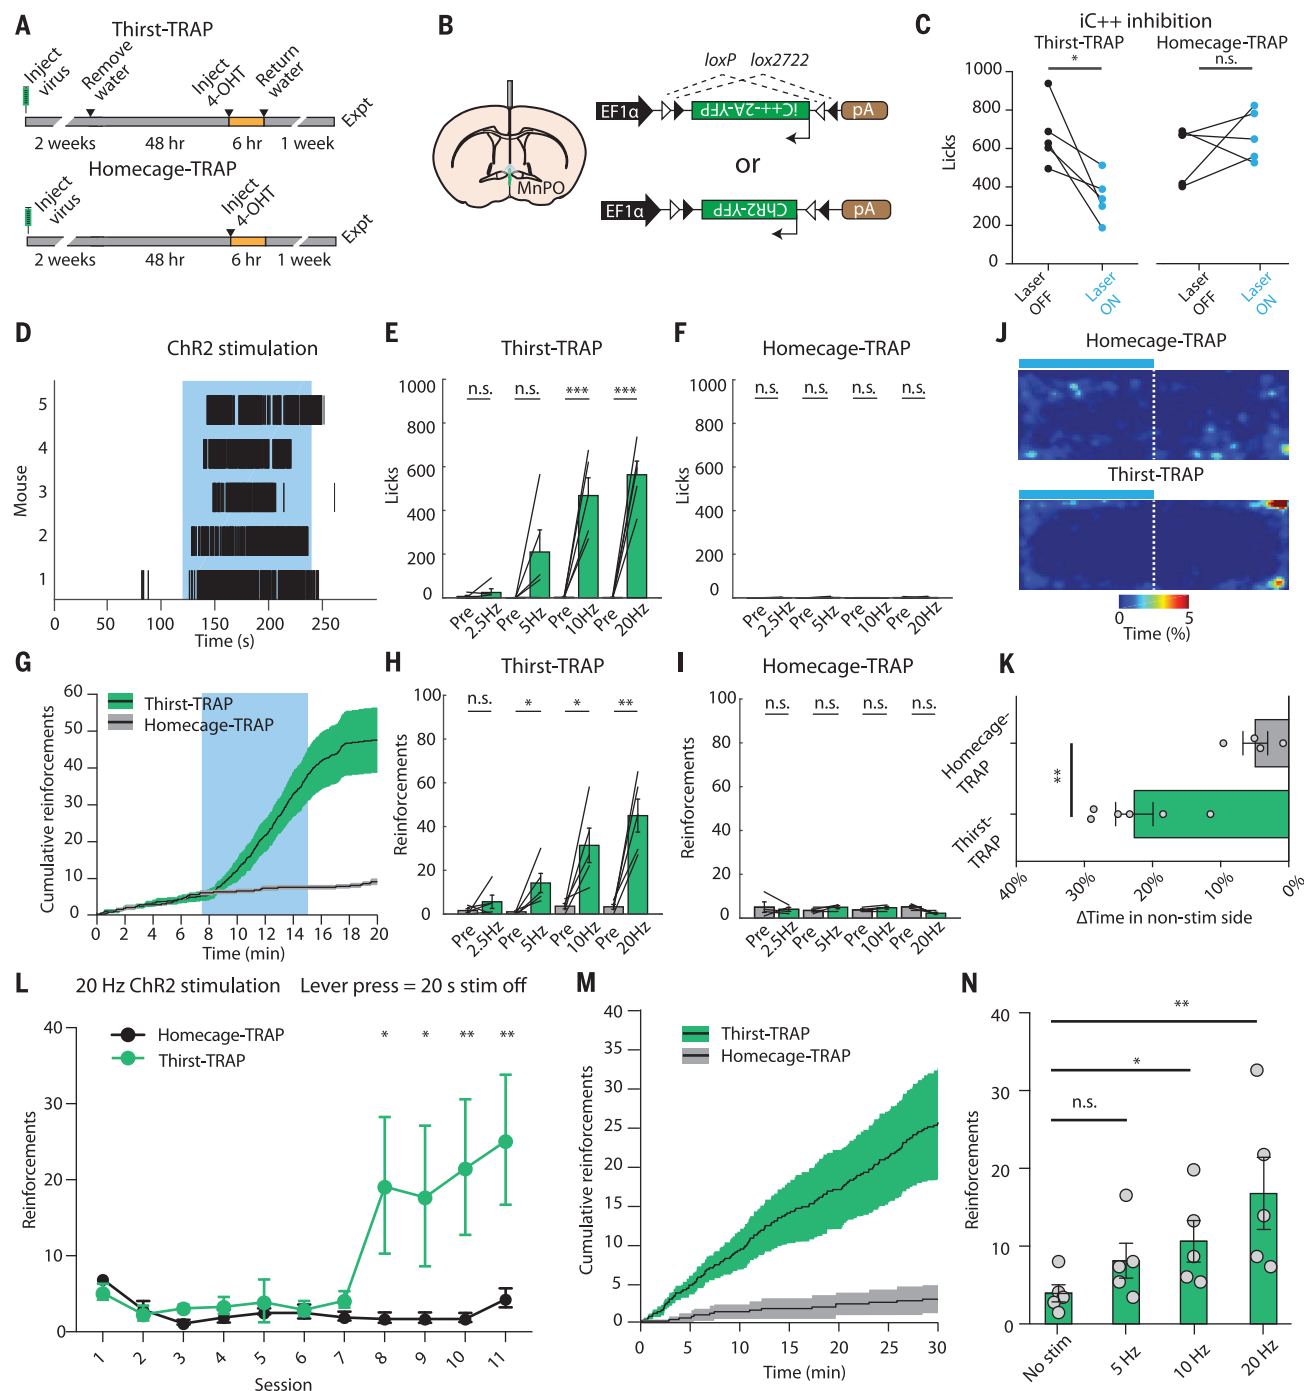 A
Thirst-TRAP
Inject
virus
Remove
water
Inject
4-OHT
Return
water
Expt
2 weeks 48 hr 6 hr 1 week
Homecage-TRAP
Inject
virus
Inject
4-OHT
Expt
2 weeks 48 hr 6 hr 1 week
B
MnPO
loxP lox2722
EF1α iC++-2A-YFP pA
or
EF1α ChR2-YFP pA
C
iC++ inhibition
Thirst-TRAP Homecage-TRAP
* n.s.
Licks
1000
800
600
400
200
0
Laser
OFF
Laser
ON
Laser
OFF
Laser
ON
D
ChR2 stimulation
Mouse
5
4
3
2
1
0 50 100 150 200 250
Time (s)
E
Thirst-TRAP
n.s. n.s. *** ***
Licks
1000
800
600
400
200
0
Pre 2.5Hz Pre 5Hz Pre 10Hz Pre 20Hz
F
Homecage-TRAP
n.s. n.s. n.s. n.s.
Licks
1000
800
600
400
200
0
Pre 2.5Hz Pre 5Hz Pre 10Hz Pre 20Hz
J
Homecage-TRAP
Thirst-TRAP
0 5
Time (%)
G
Thirst-TRAP
Homecage-TRAP
Cumulative reinforcements
60
50
40
30
20
10
0
0 2 4 6 8 10 12 14 16 18 20
Time (min)
H
Thirst-TRAP
n.s. * * **
Reinforcements
100
80
60
40
20
0
Pre 2.5Hz Pre 5Hz Pre 10Hz Pre 20Hz
I
Homecage-TRAP
n.s. n.s. n.s. n.s.
Reinforcements
100
80
60
40
20
0
Pre 2.5Hz Pre 5Hz Pre 10Hz Pre 20Hz
K
Homecage-
TRAP
**
Thirst-
TRAP
40% 30% 20% 10% 0%
ΔTime in non-stim side
L
20 Hz ChR2 stimulation Lever press = 20 s stim off
Homecage-TRAP
Thirst-TRAP
* * ** **
Reinforcements
40
30
20
10
0
1 2 3 4 5 6 7 8 9 10 11
Session
M
Thirst-TRAP
Homecage-TRAP
Cumulative reinforcements
40
35
30
25
20
15
10
5
0
0 5 10 15 20 25 30
Time (min)
N
**
*
n.s.
Reinforcements
40
30
20
10
0
No stim 5 Hz 10 Hz 20 Hz